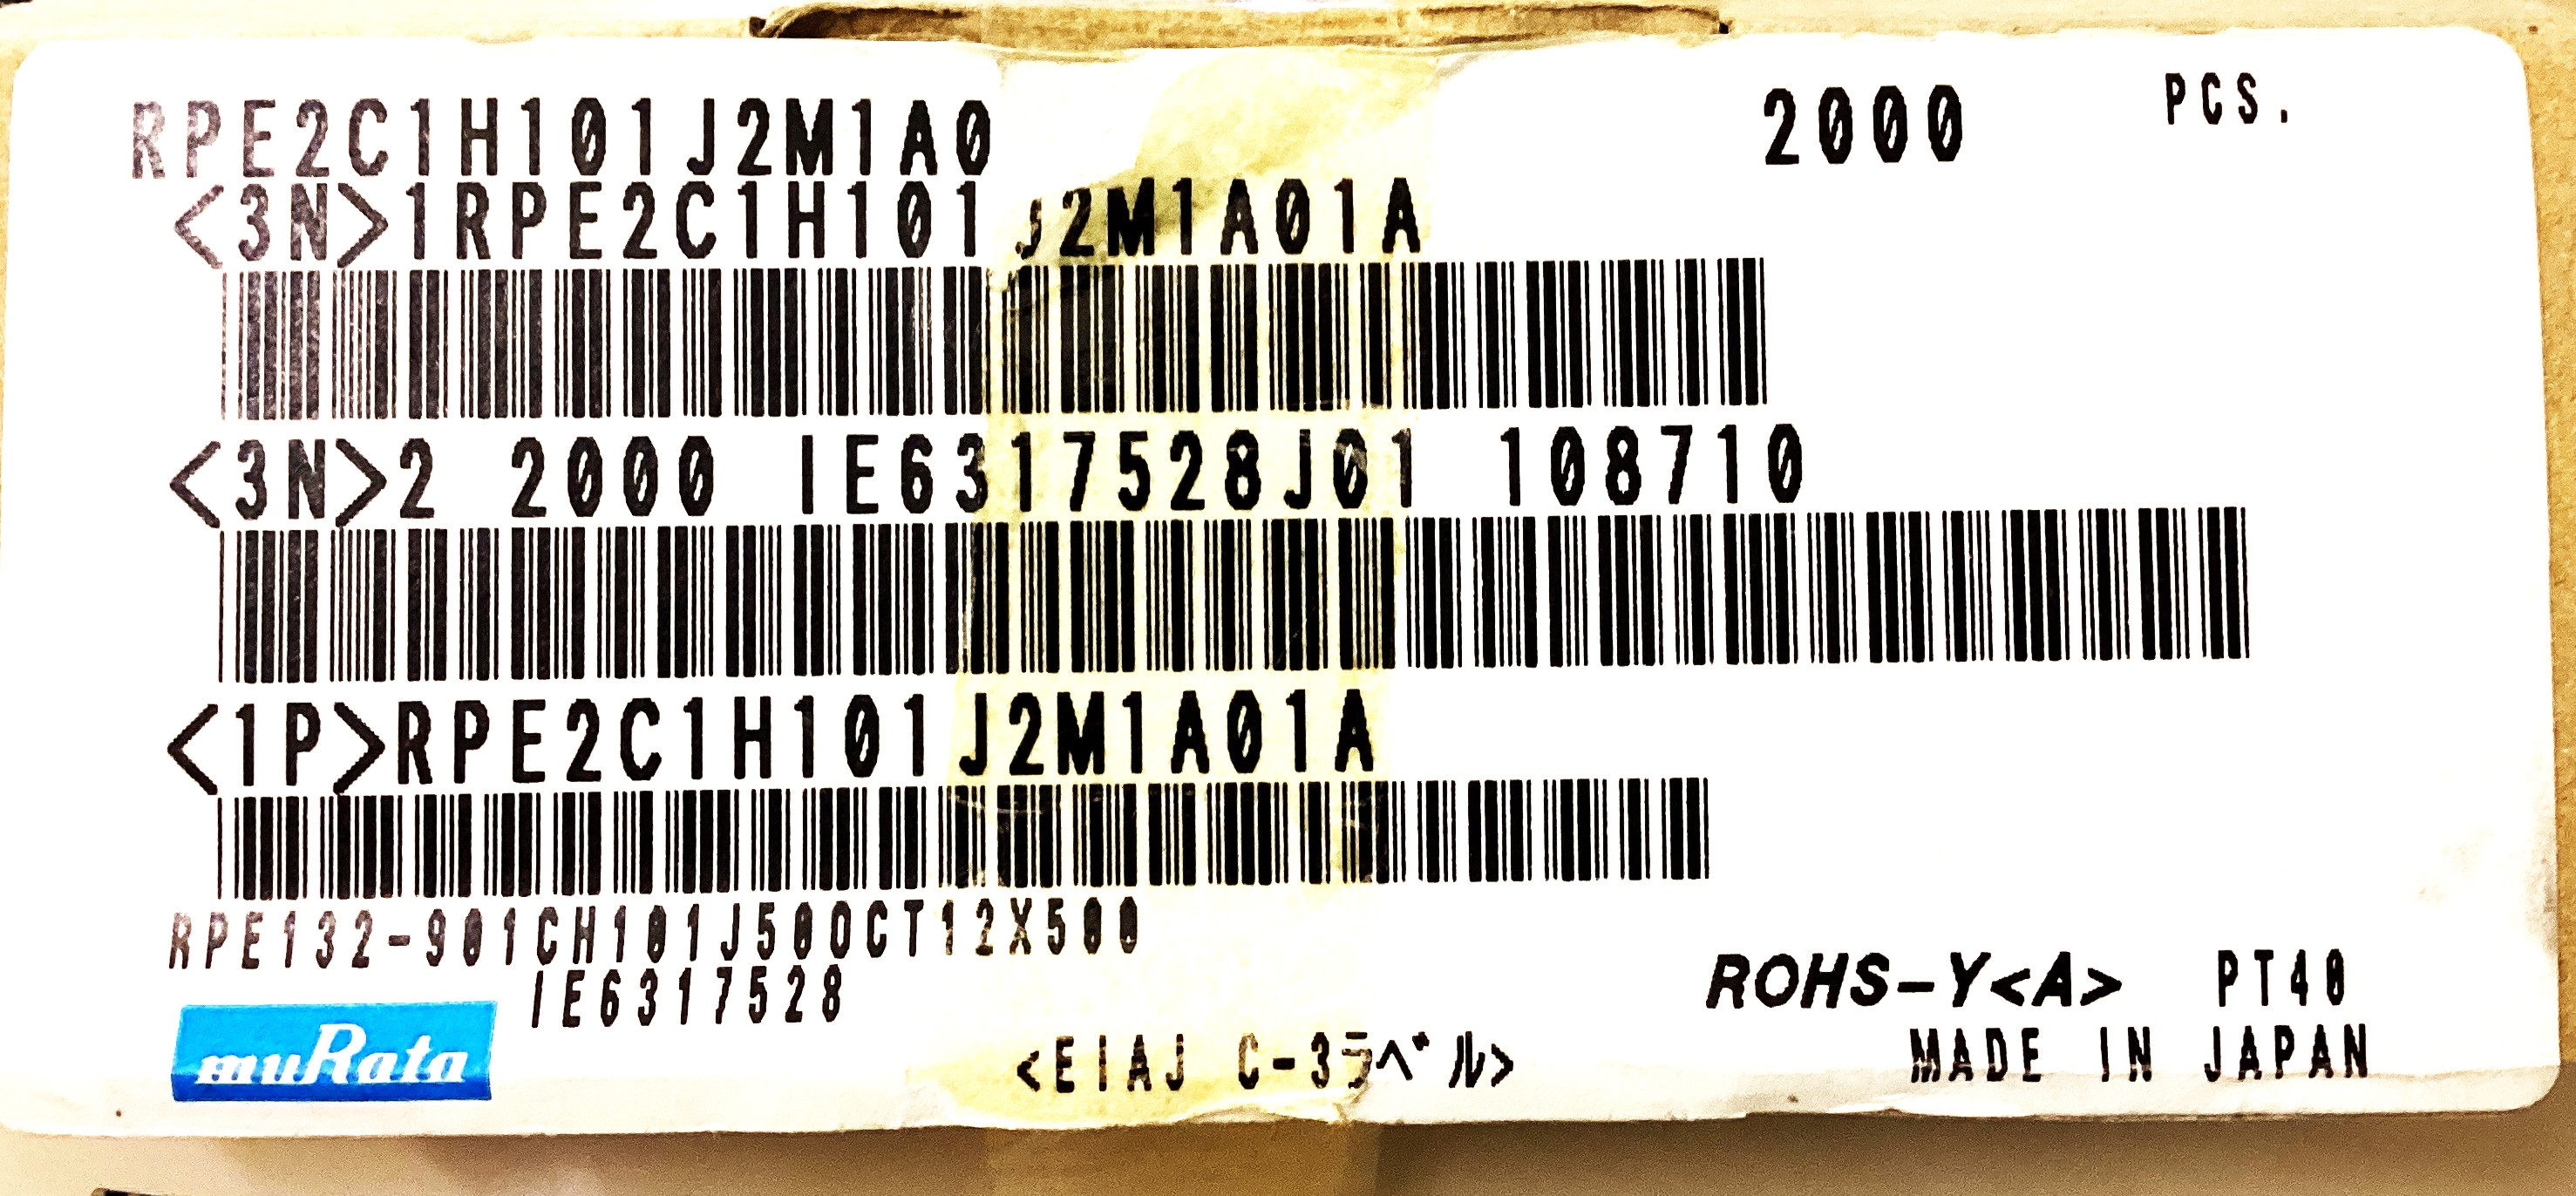 RPE2C1H101J2M1A0 2000 PCS.
<3N>1RPE2C1H101J2M1A01A
<3N>2 2000 IE6317528J01 108710
<1P>RPE2C1H101J2M1A01A
RPE132-901CH101J50OCT12X500
IE6317528
ROHS-Y<A> PT40
muRata
<EIAJ C-3ラベル>
MADE IN JAPAN